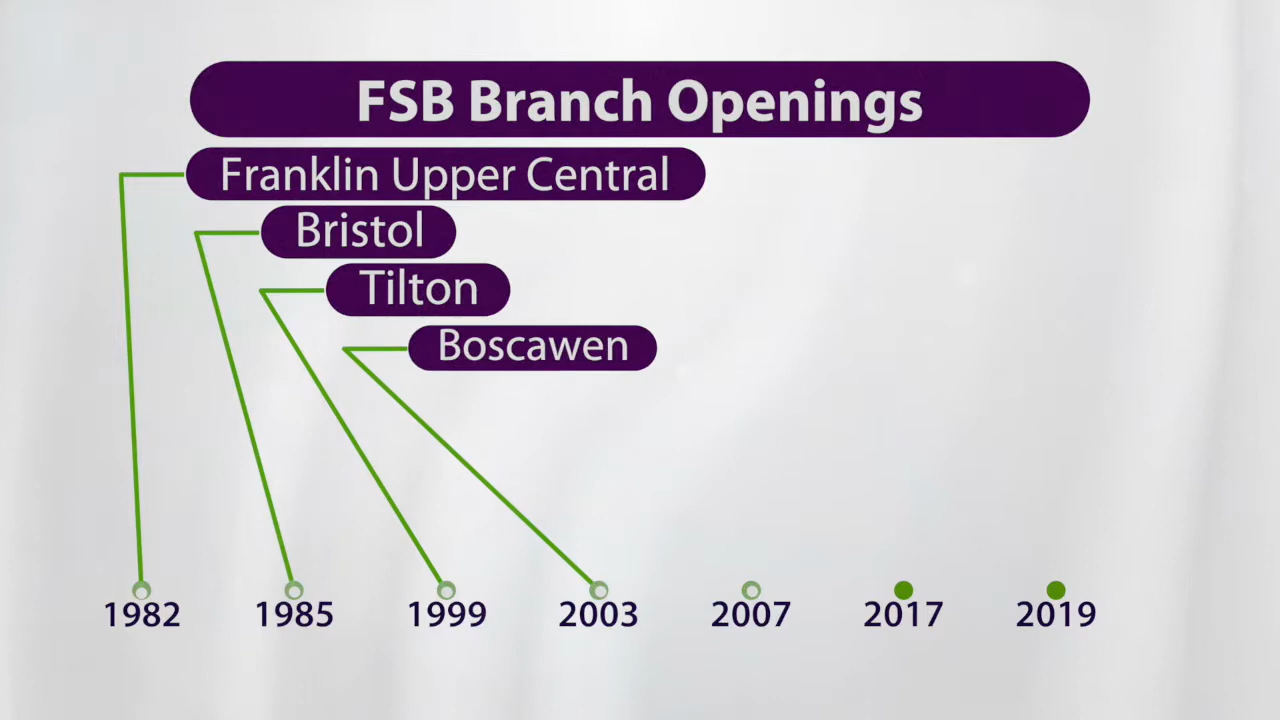 FSB Branch Openings
Franklin Upper Central
Bristol
Tilton
Boscawen
1982 1985 1999 2003 2007 2017 2019